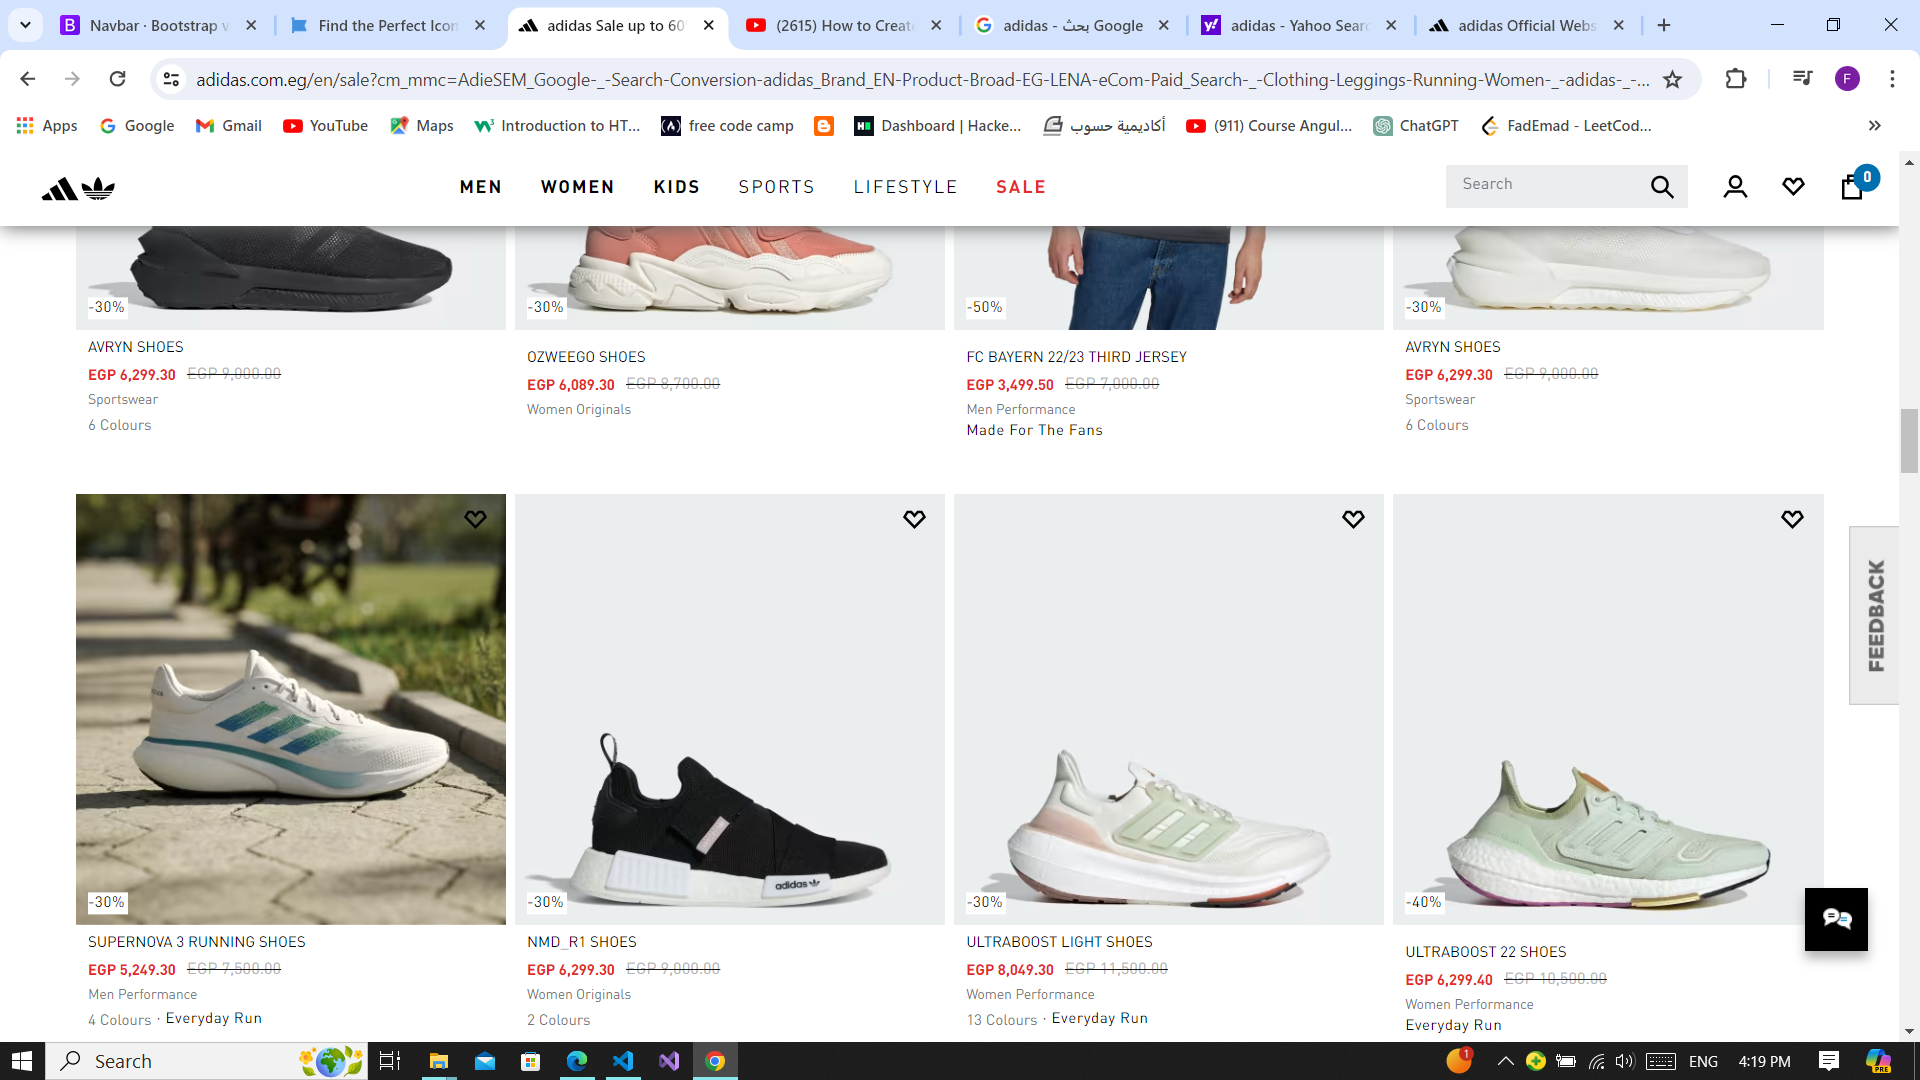 Navbar · Bootstrap v
Find the Perfect Icon
adidas Sale up to 60
(2615) How to Create
adidas - بحث Google
adidas - Yahoo Searc
adidas Official Webs
adidas.com.eg/en/sale?cm_mmc=AdieSEM_Google-_-Search-Conversion-adidas_Brand_EN-Product-Broad-EG-LENA-eCom-Paid_Search-_-Clothing-Leggings-Running-Women-_-adidas-_-...
F
Apps
Google
Gmail
YouTube
Maps
Introduction to HT...
free code camp
Dashboard | Hacke...
أكاديمية حسوب
(911) Course Angul...
ChatGPT
FadEmad - LeetCod...
MEN
WOMEN
KIDS
SPORTS
LIFESTYLE
SALE
Search
0
-30%
AVRYN SHOES
EGP 6,299.30 EGP 9,000.00
Sportswear
6 Colours
-30%
OZWEEGO SHOES
EGP 6,089.30 EGP 8,700.00
Women Originals
-50%
FC BAYERN 22/23 THIRD JERSEY
EGP 3,499.50 EGP 7,000.00
Men Performance
Made For The Fans
-30%
AVRYN SHOES
EGP 6,299.30 EGP 9,000.00
Sportswear
6 Colours
FEEDBACK
-30%
SUPERNOVA 3 RUNNING SHOES
EGP 5,249.30 EGP 7,500.00
Men Performance
4 Colours · Everyday Run
adidas
-30%
NMD_R1 SHOES
EGP 6,299.30 EGP 9,000.00
Women Originals
2 Colours
-30%
ULTRABOOST LIGHT SHOES
EGP 8,049.30 EGP 11,500.00
Women Performance
13 Colours · Everyday Run
-40%
ULTRABOOST 22 SHOES
EGP 6,299.40 EGP 10,500.00
Women Performance
Everyday Run
Search
1
ENG
4:19 PM
PRE